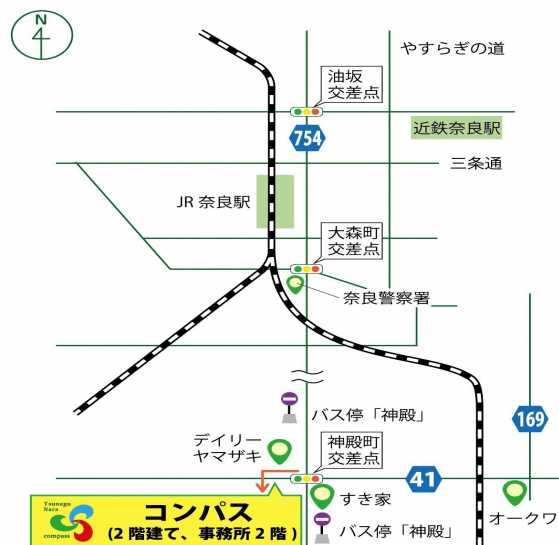 N
やすらぎの道
油坂
交差点
754
近鉄奈良駅
三条通
JR 奈良駅
大森町
交差点
奈良警察署
バス停「神殿」
169
デイリー
ヤマザキ
神殿町
交差点
41
すき家
オークワ
Tsunagu
Nara
compass
コンパス
(2 階建て、事務所 2 階 )
バス停「神殿」